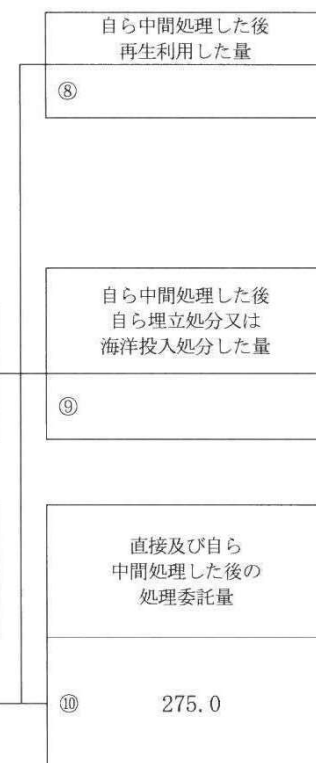 自ら中間処理した後
再生利用した量
⑧
自ら中間処理した後
自ら埋立処分又は
海洋投入処分した量
⑨
直接及び自ら
中間処理した後の
処理委託量
⑩ 275.0